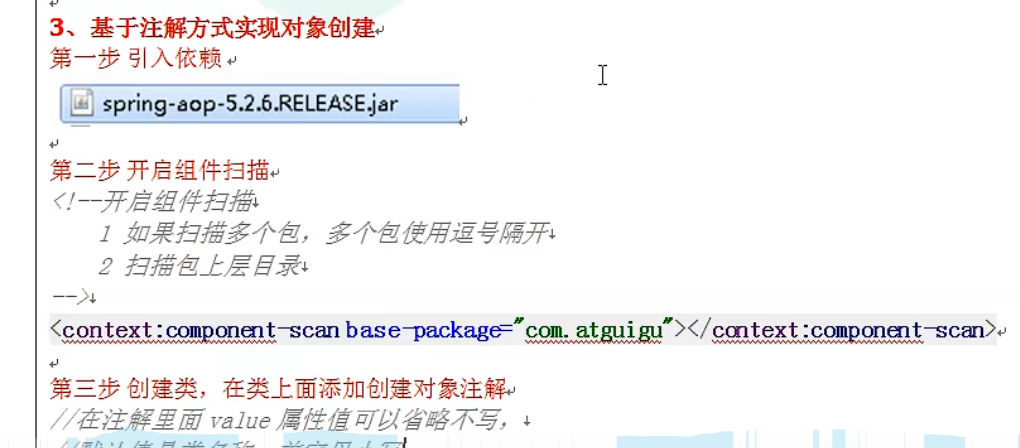 3、基于注解方式实现对象创建
第一步 引入依赖
spring-aop-5.2.6.RELEASE.jar
第二步 开启组件扫描
<!--开启组件扫描
1 如果扫描多个包，多个包使用逗号隔开
2 扫描包上层目录
-->
<context:component-scan base-package="com.atguigu"></context:component-scan>
第三步 创建类，在类上面添加创建对象注解
//在注解里面 value 属性值可以省略不写，